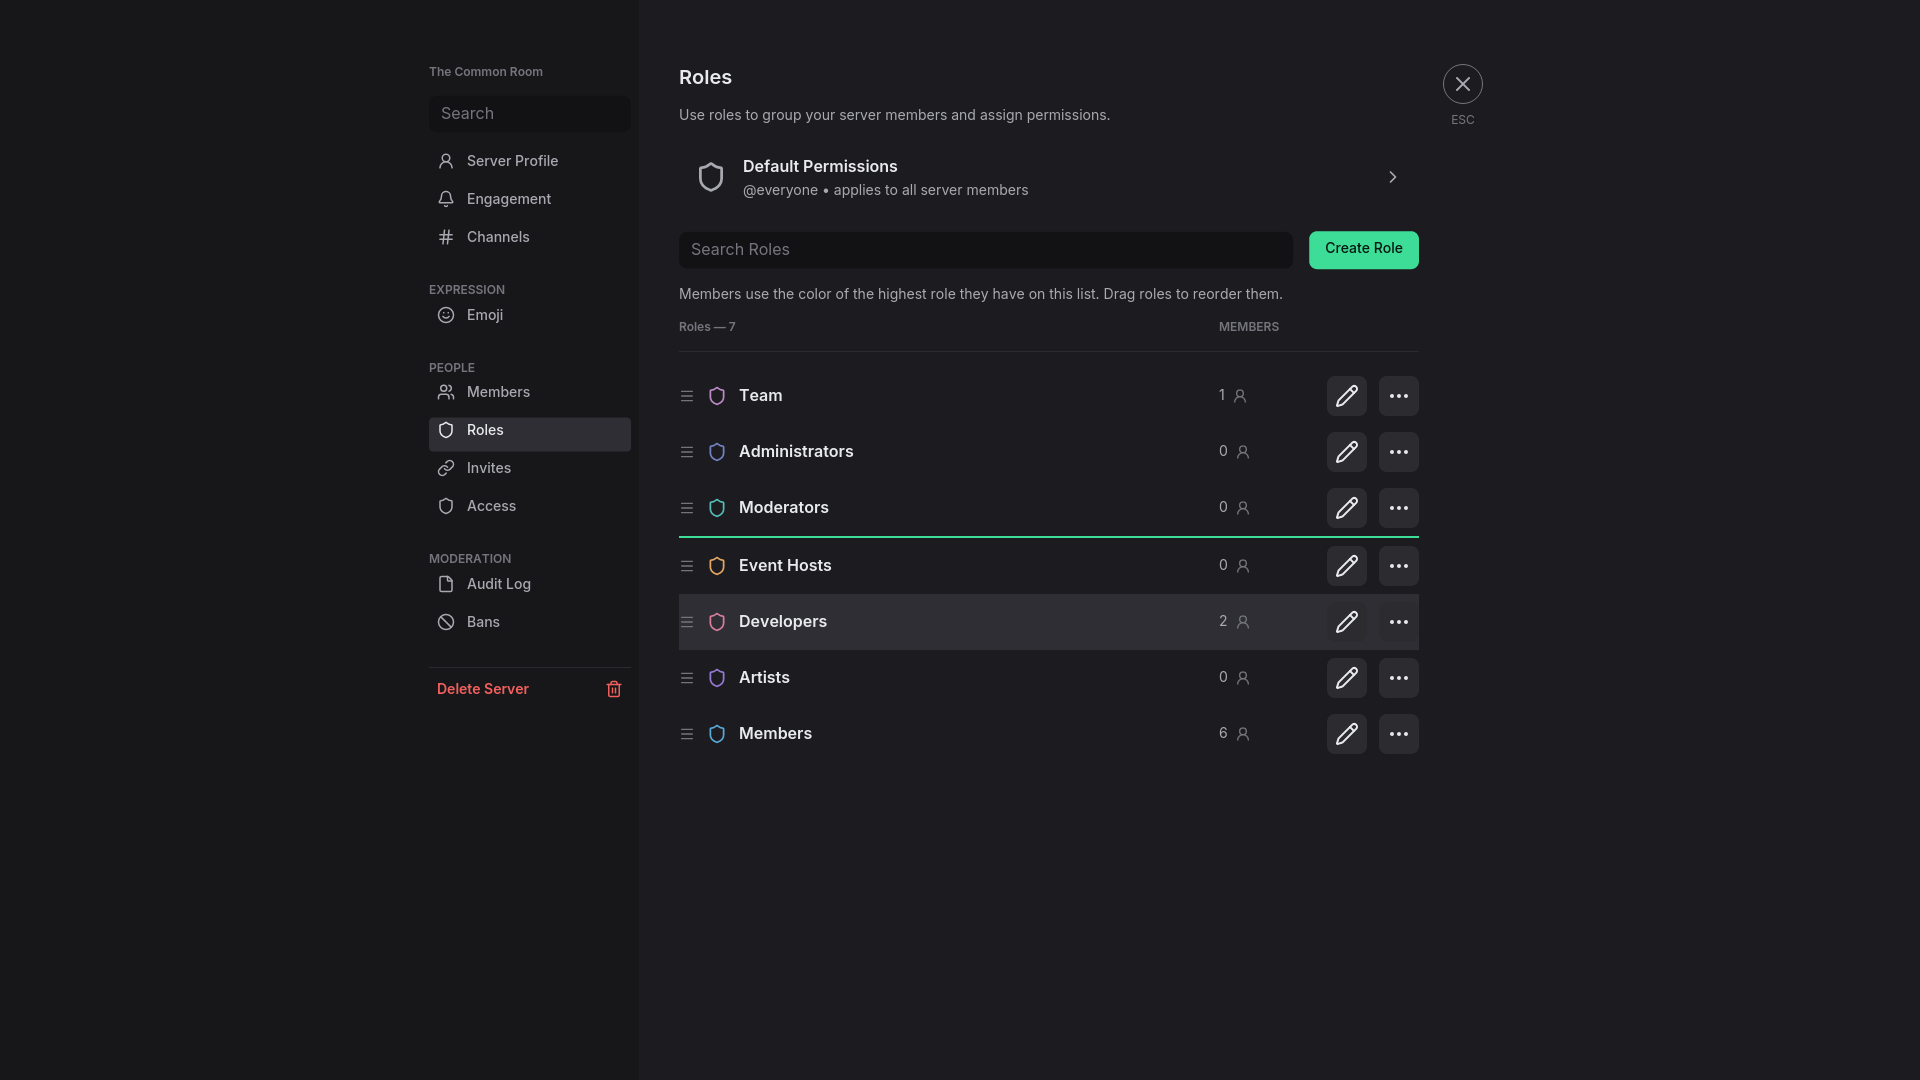 The Common Room
Search
Server Profile
Engagement
Channels
EXPRESSION
Emoji
PEOPLE
Members
Roles
Invites
Access
MODERATION
Audit Log
Bans
Delete Server
Roles
Use roles to group your server members and assign permissions.
Default Permissions
@everyone • applies to all server members
Search Roles
Create Role
Members use the color of the highest role they have on this list. Drag roles to reorder them.
Roles — 7 MEMBERS
Team 1
Administrators 0
Moderators 0
Event Hosts 0
Developers 2
Artists 0
Members 6
ESC